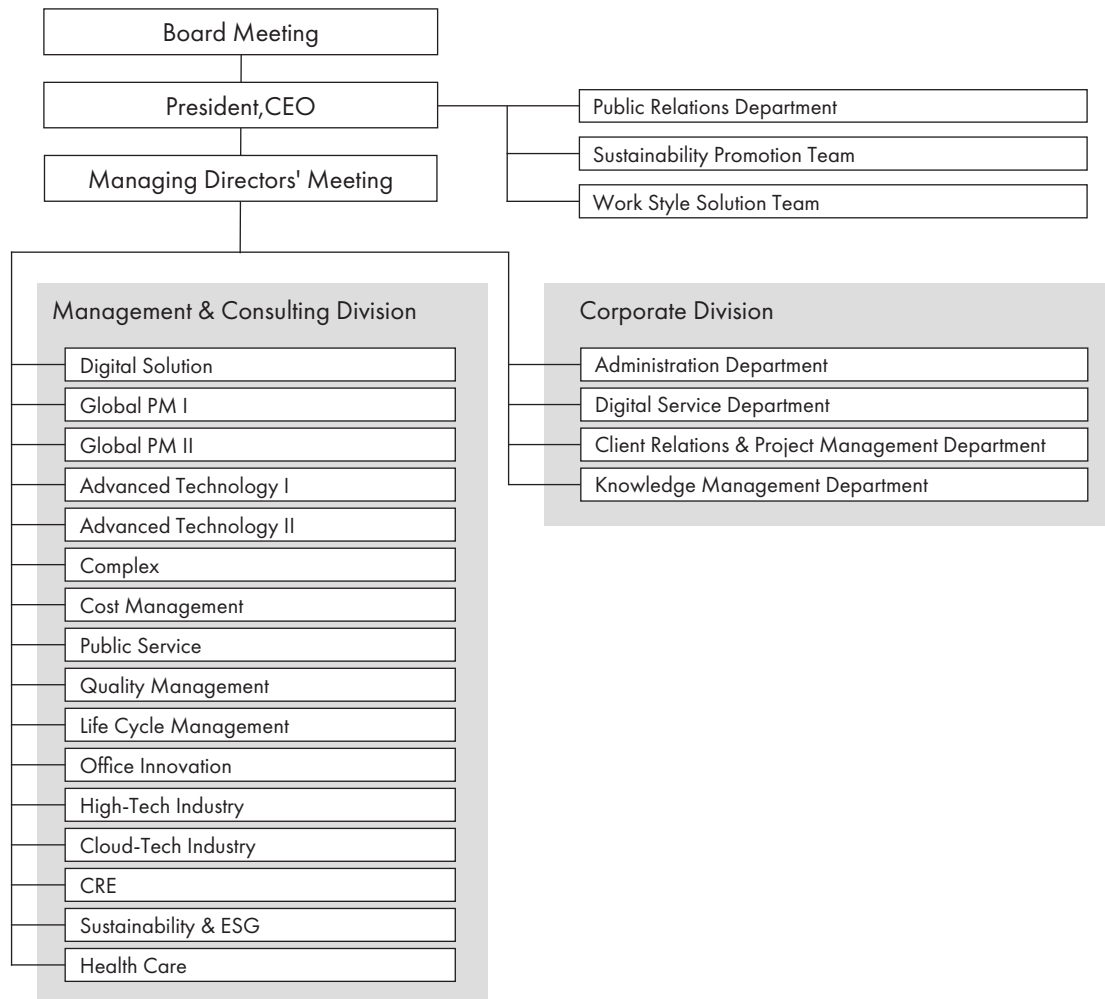 Board Meeting
President,CEO
Managing Directors' Meeting
Public Relations Department
Sustainability Promotion Team
Work Style Solution Team
Management & Consulting Division
Digital Solution
Global PM I
Global PM II
Advanced Technology I
Advanced Technology II
Complex
Cost Management
Public Service
Quality Management
Life Cycle Management
Office Innovation
High-Tech Industry
Cloud-Tech Industry
CRE
Sustainability & ESG
Health Care
Corporate Division
Administration Department
Digital Service Department
Client Relations & Project Management Department
Knowledge Management Department